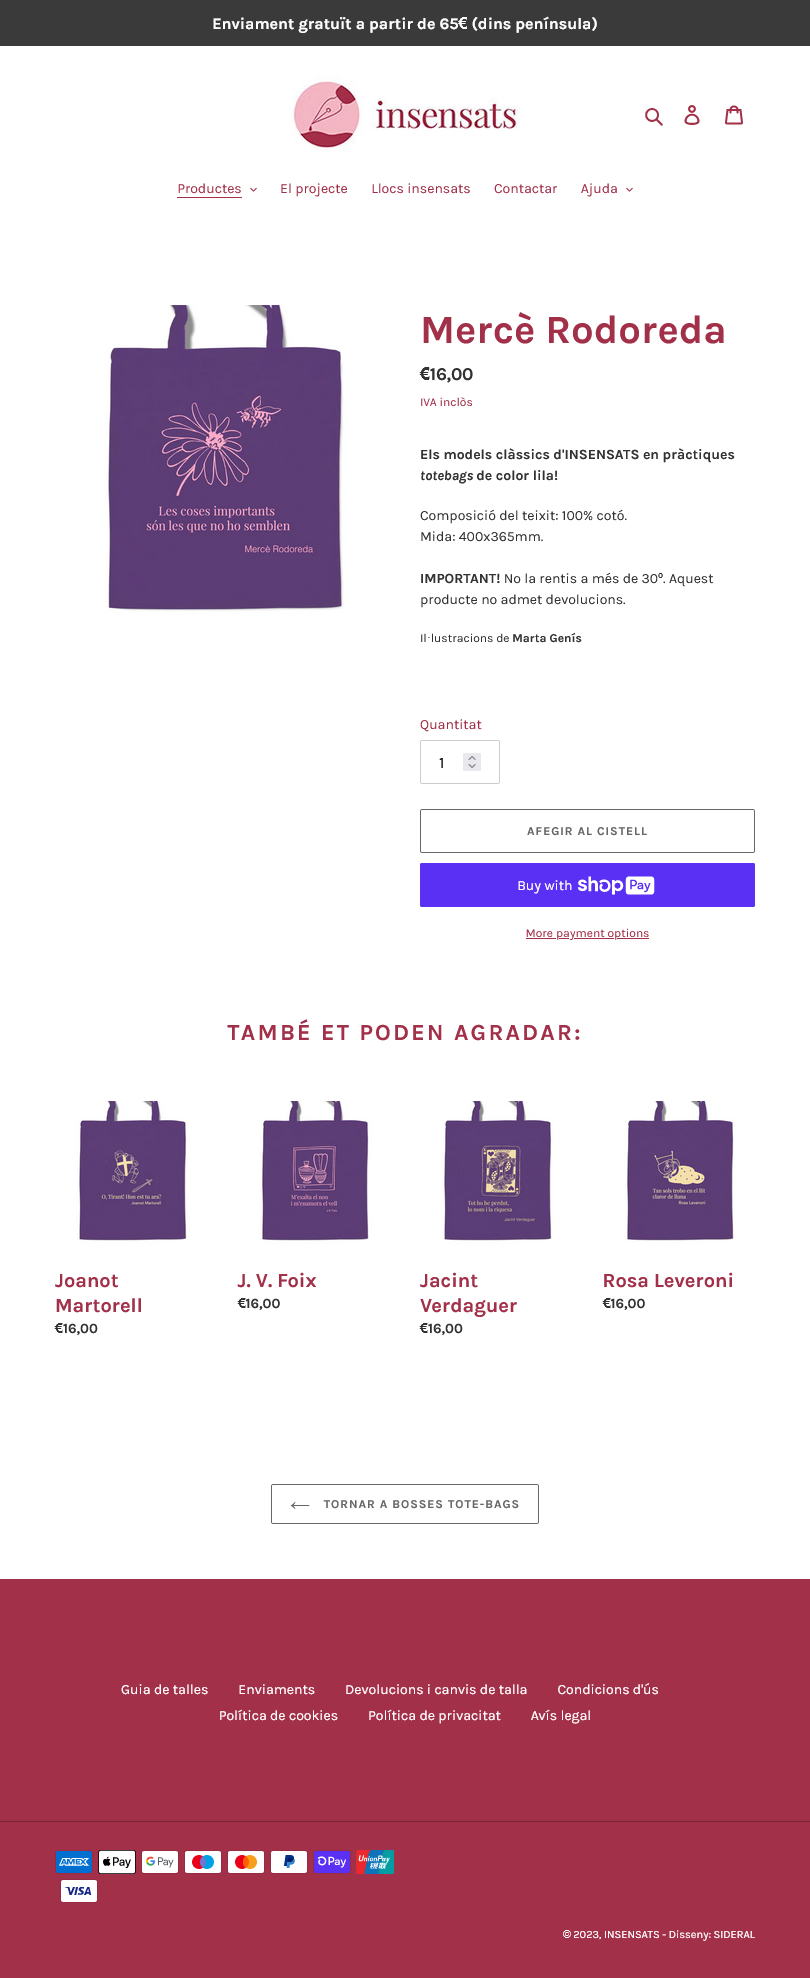 Enviament gratuït a partir de 65€ (dins península)
insensats
Productes
El projecte
Llocs insensats
Contactar
Ajuda
Les coses importants
són les que no ho semblen
Mercè Rodoreda
Mercè Rodoreda
€16,00
IVA inclòs
Els models clàssics d'INSENSATS en pràctiques
totebags de color lila!
Composició del teixit: 100% cotó.
Mida: 400x365mm.
IMPORTANT! No la rentis a més de 30º. Aquest
producte no admet devolucions.
Il·lustracions de Marta Genís
Quantitat
1
AFEGIR AL CISTELL
Buy with shop Pay
More payment options
TAMBÉ ET PODEN AGRADAR:
O, Tirant! Hon est tu ara?
Joanot Martorell
Joanot
Martorell
€16,00
M'exalta el nou
i m'enamora el vell
J.V. Foix
J. V. Foix
€16,00
Tot ho he perdut,
lo nom i la riquesa
Jacint Verdaguer
Jacint
Verdaguer
€16,00
Tan sols trobo en el llit
claror de lluna
Rosa Leveroni
Rosa Leveroni
€16,00
TORNAR A BOSSES TOTE-BAGS
Guia de talles
Enviaments
Devolucions i canvis de talla
Condicions d'ús
Política de cookies
Política de privacitat
Avís legal
AMEX
Pay
G Pay
Pay
UnionPay
银联
VISA
© 2023, INSENSATS - Disseny: SIDERAL